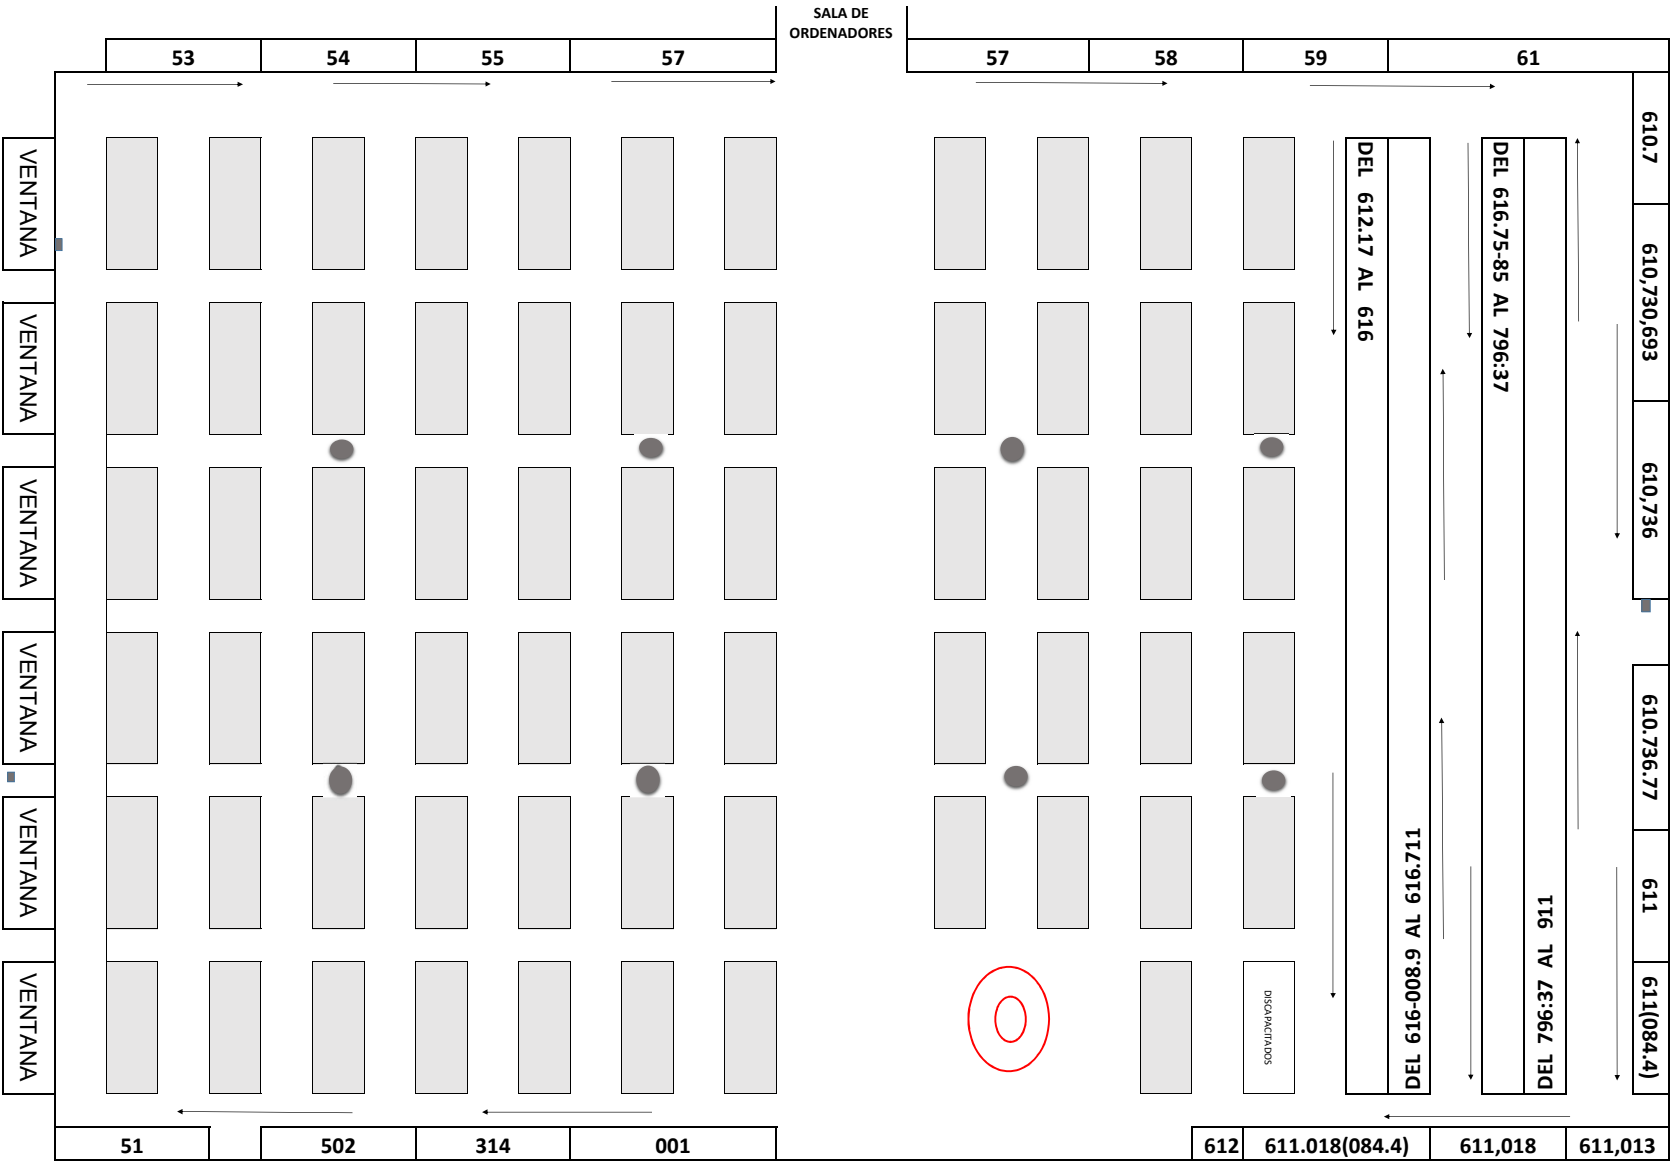 SALA DE
ORDENADORES
53
54
55
57
57
58
59
61
VENTANA
VENTANA
VENTANA
VENTANA
VENTANA
VENTANA
DEL 612.17 AL 616
DEL 616-008.9 AL 616.711
DEL 616.75-85 AL 796:37
DEL 796:37 AL 911
610.7
610,730,693
610,736
610.736.77
611
611(084.4)
DISCAPACITADOS
51
502
314
001
612
611.018(084.4)
611,018
611,013